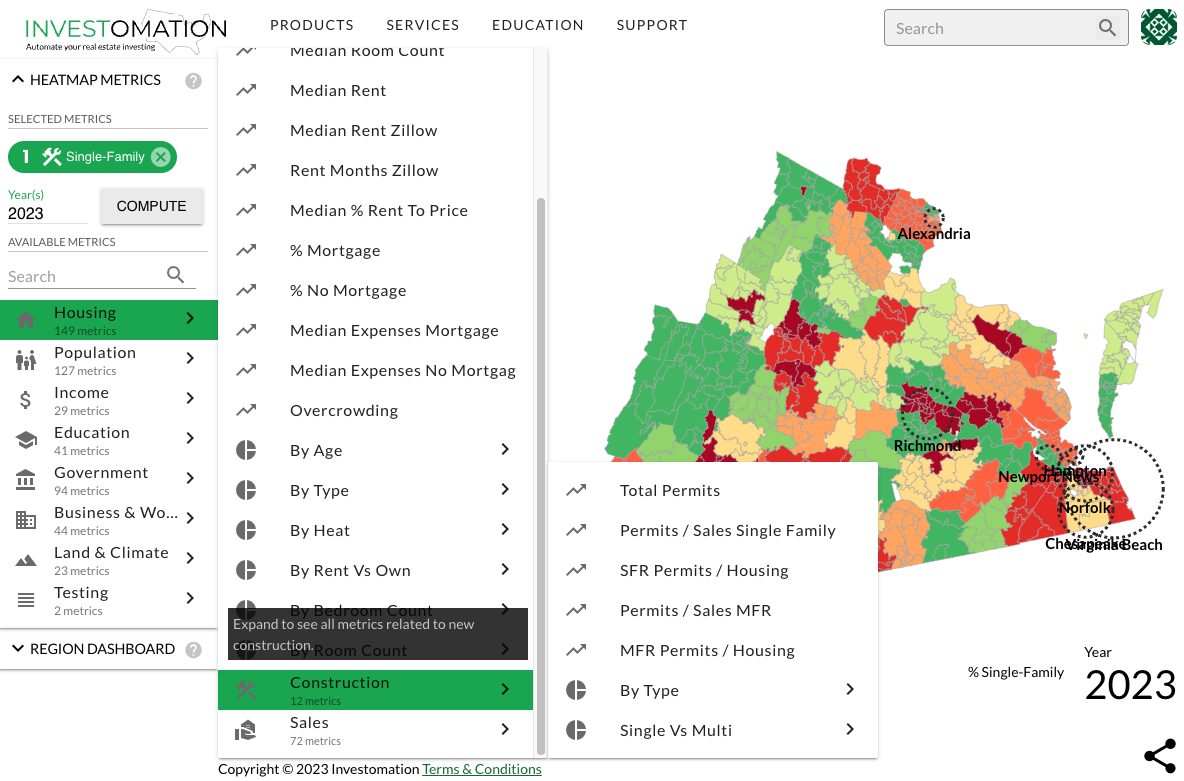 INVESTOMATION
Automate your real estate investing
PRODUCTS
SERVICES
EDUCATION
SUPPORT
Search
HEATMAP METRICS
?
SELECTED METRICS
1 Single-Family
Year(s)
2023
COMPUTE
AVAILABLE METRICS
Search
Housing
149 metrics
Population
127 metrics
Income
29 metrics
Education
41 metrics
Government
94 metrics
Business & Wo...
44 metrics
Land & Climate
23 metrics
Testing
2 metrics
REGION DASHBOARD
?
Median Room Count
Median Rent
Median Rent Zillow
Rent Months Zillow
Median % Rent To Price
% Mortgage
% No Mortgage
Median Expenses Mortgage
Median Expenses No Mortgag
Overcrowding
By Age
By Type
By Heat
By Rent Vs Own
By Bedroom Count
By Room Count
Expand to see all metrics related to new
construction.
Construction
12 metrics
Sales
72 metrics
Total Permits
Permits / Sales Single Family
SFR Permits / Housing
Permits / Sales MFR
MFR Permits / Housing
By Type
Single Vs Multi
Alexandria
Richmond
Hampton
Newport News
Norfolk
Chesapeake
Virginia Beach
% Single-Family
Year
2023
Copyright © 2023 Investomation Terms & Conditions